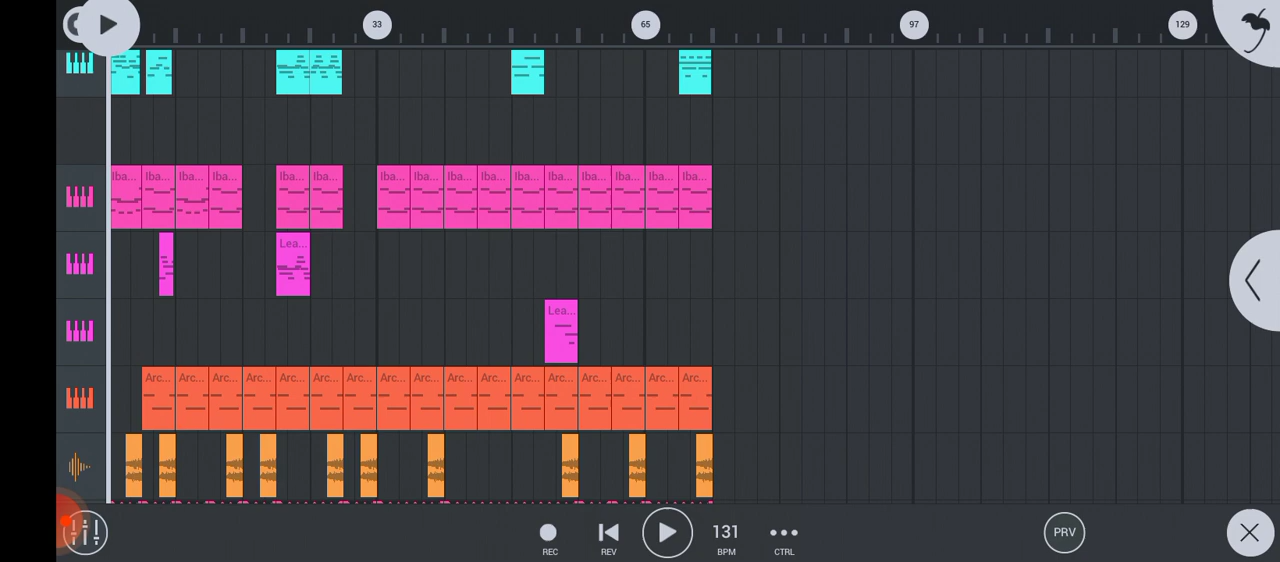 33 65 97 129
Iba... Iba... Iba... Iba... Iba... Iba... Iba... Iba... Iba... Iba... Iba... Iba... Iba... Iba... Iba... Iba...
Lea...
Lea...
Arc... Arc... Arc... Arc... Arc... Arc... Arc... Arc... Arc... Arc... Arc... Arc... Arc... Arc... Arc... Arc... Arc...
131 PRV
REC REV BPM CTRL